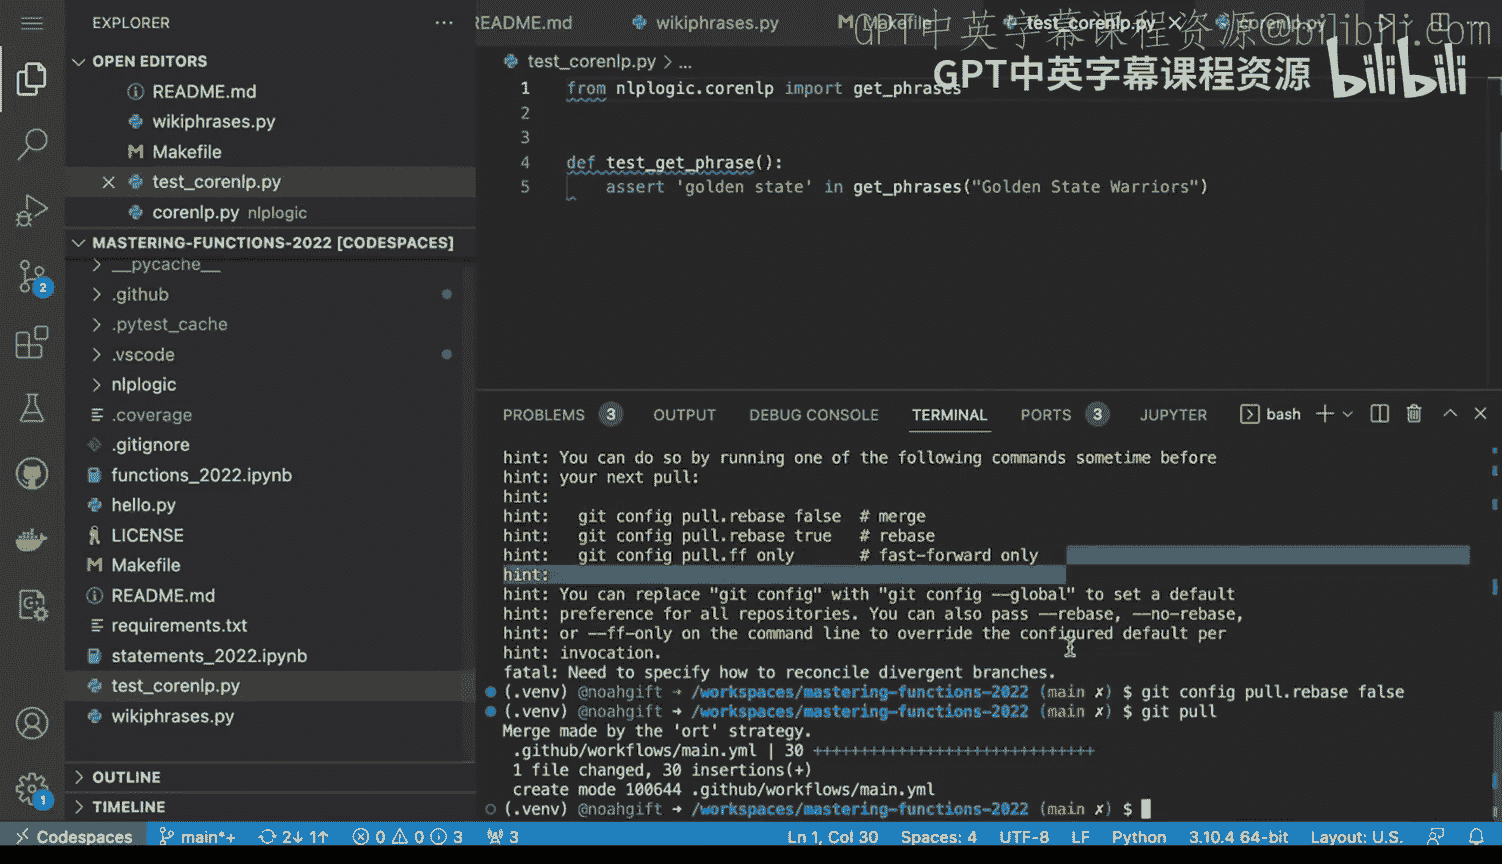 EXPLORER
OPEN EDITORS
README.md
wikiphrases.py
Makefile
test_corenlp.py
corenlp.py nlplogic
MASTERING-FUNCTIONS-2022 [CODESPACES]
__pycache__
.github
.pytest_cache
.vscode
nlplogic
.coverage
.gitignore
functions_2022.ipynb
hello.py
LICENSE
Makefile
README.md
requirements.txt
statements_2022.ipynb
test_corenlp.py
wikiphrases.py
OUTLINE
TIMELINE
README.md wikiphrases.py Makefile test_corenlp.py corenlp.py
GPT中英字幕课程资源@bilibili.com
GPT中英字幕课程资源 bilibili
test_corenlp.py > ...
1 from nlplogic.corenlp import get_phrases
2
3
4 def test_get_phrase():
5 assert 'golden state' in get_phrases("Golden State Warriors")
PROBLEMS 3 OUTPUT DEBUG CONSOLE TERMINAL PORTS 3 JUPYTER bash
hint: You can do so by running one of the following commands sometime before
hint: your next pull:
hint:
hint: git config pull.rebase false # merge
hint: git config pull.rebase true # rebase
hint: git config pull.ff only # fast-forward only
hint:
hint: You can replace "git config" with "git config --global" to set a default
hint: preference for all repositories. You can also pass --rebase, --no-rebase,
hint: or --ff-only on the command line to override the configured default per
hint: invocation.
fatal: Need to specify how to reconcile divergent branches.
(.venv) @noahgift → /workspaces/mastering-functions-2022 (main ✗) $ git config pull.rebase false
(.venv) @noahgift → /workspaces/mastering-functions-2022 (main ✗) $ git pull
Merge made by the 'ort' strategy.
.github/workflows/main.yml | 30 ++++++++++++++++++++++++++++++
1 file changed, 30 insertions(+)
create mode 100644 .github/workflows/main.yml
(.venv) @noahgift → /workspaces/mastering-functions-2022 (main ✗) $
2
1
Codespaces main*+ 2↓ 1↑ 0 0 3 3 Ln 1, Col 30 Spaces: 4 UTF-8 LF Python 3.10.4 64-bit Layout: U.S.